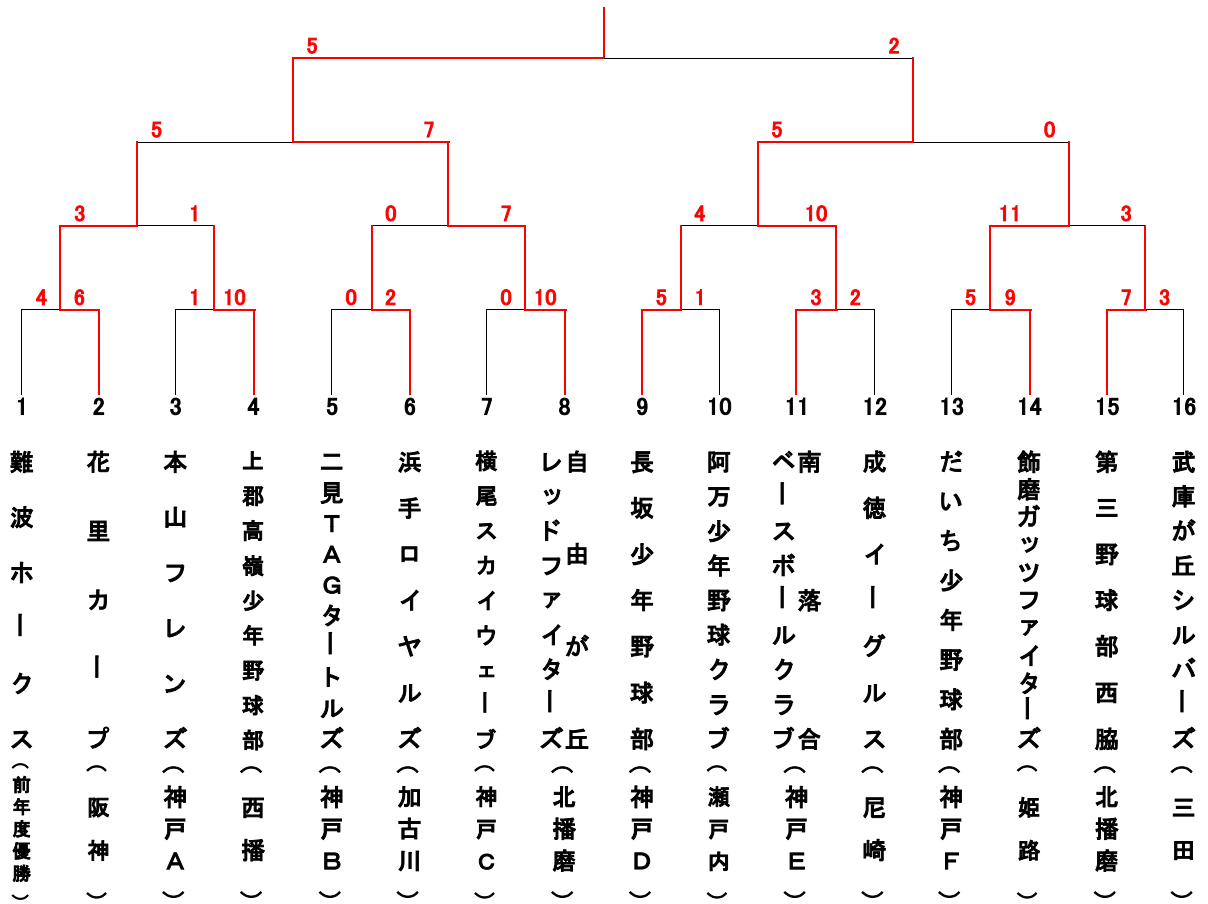 5 2
5 7 5 0
3 1 0 7 4 10 11 3
4 6 1 10 0 2 0 10 5 1 3 2 5 9 7 3
1 2 3 4 5 6 7 8 9 10 11 12 13 14 15 16
難波ホークス(前年度優勝)
花里カープ(阪神)
本山フレンズ(神戸A)
上郡高嶺少年野球部(西播)
二見TAGタートルズ(神戸B)
浜手ロイヤルズ(加古川)
横尾スカイウェーブ(神戸C)
自由が丘
レッドファイターズ(北播磨)
長坂少年野球部(神戸D)
阿万少年野球クラブ(瀬戸内)
南落合
ベースボールクラブ(神戸E)
成徳イーグルス(尼崎)
だいち少年野球部(神戸F)
飾磨ガッツファイターズ(姫路)
第三野球部西脇(北播磨)
武庫が丘シルバーズ(三田)